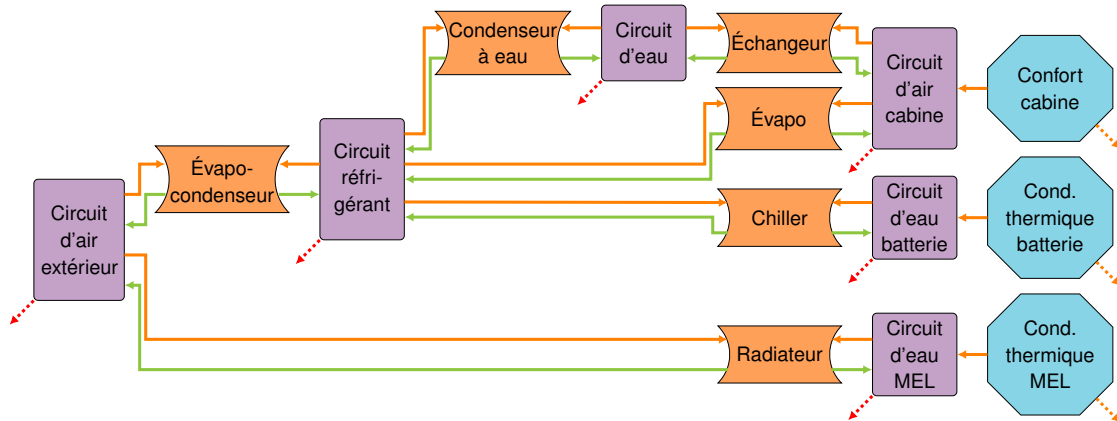 Condenseur
à eau
Circuit
d'eau
Échangeur
Circuit
d'air
cabine
Confort
cabine
Évapo
Évapo-
condenseur
Circuit
réfri-
gérant
Circuit
d'air
extérieur
Chiller
Circuit
d'eau
batterie
Cond.
thermique
batterie
Radiateur
Circuit
d'eau
MEL
Cond.
thermique
MEL